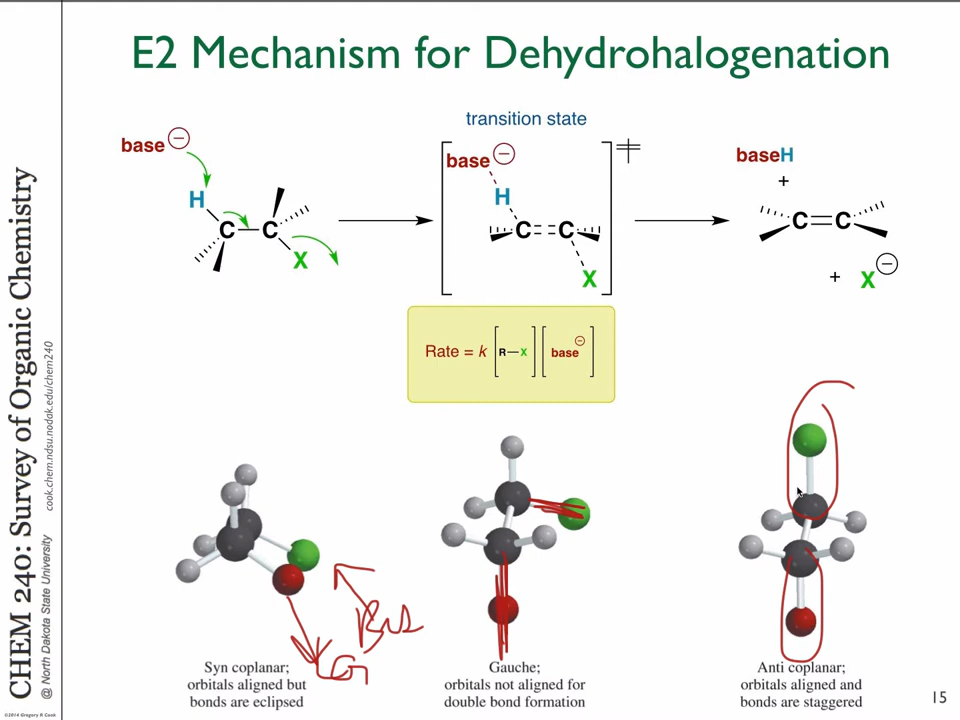 E2 Mechanism for Dehydrohalogenation
CHEM 240: Survey of Organic Chemistry
@ North Dakota State University
cook.chem.ndsu.nodak.edu/chem240
©2014 Gregory R Cook
base −
H
C C
X
transition state
base −
H
C C
X
‡
baseH
+
C C
+ X −
Rate = k [R—X] [base −]
LG
Syn coplanar;
orbitals aligned but
bonds are eclipsed
Gauche;
orbitals not aligned for
double bond formation
Anti coplanar;
orbitals aligned and
bonds are staggered
15